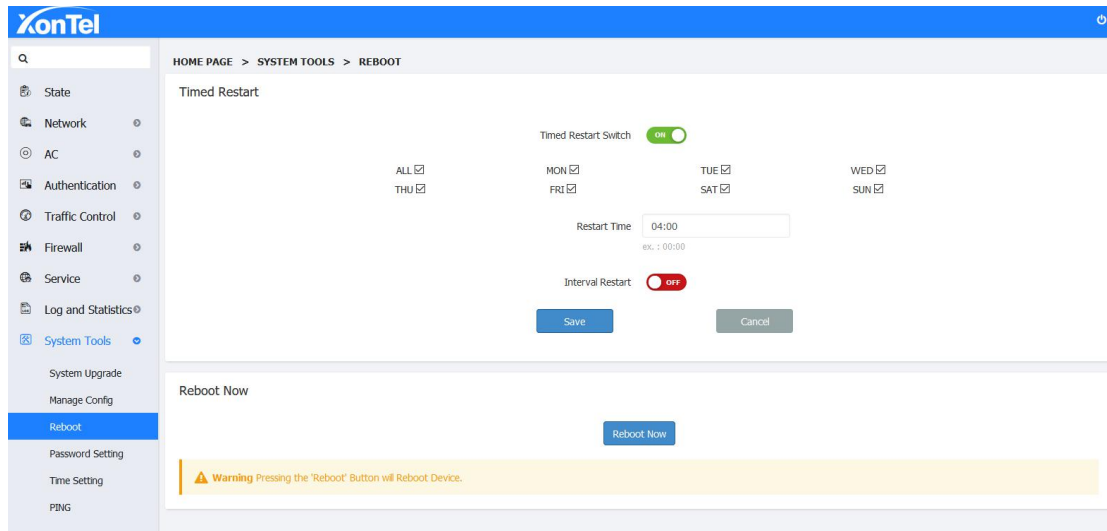 XonTel
HOME PAGE > SYSTEM TOOLS > REBOOT
State
Network
AC
Authentication
Traffic Control
Firewall
Service
Log and Statistics
System Tools
System Upgrade
Manage Config
Reboot
Password Setting
Time Setting
PING
Timed Restart
Timed Restart Switch ON
ALL MON TUE WED
THU FRI SAT SUN
Restart Time 04:00
ex. : 00:00
Interval Restart OFF
Save Cancel
Reboot Now
Reboot Now
Warning Pressing the 'Reboot' Button will Reboot Device.